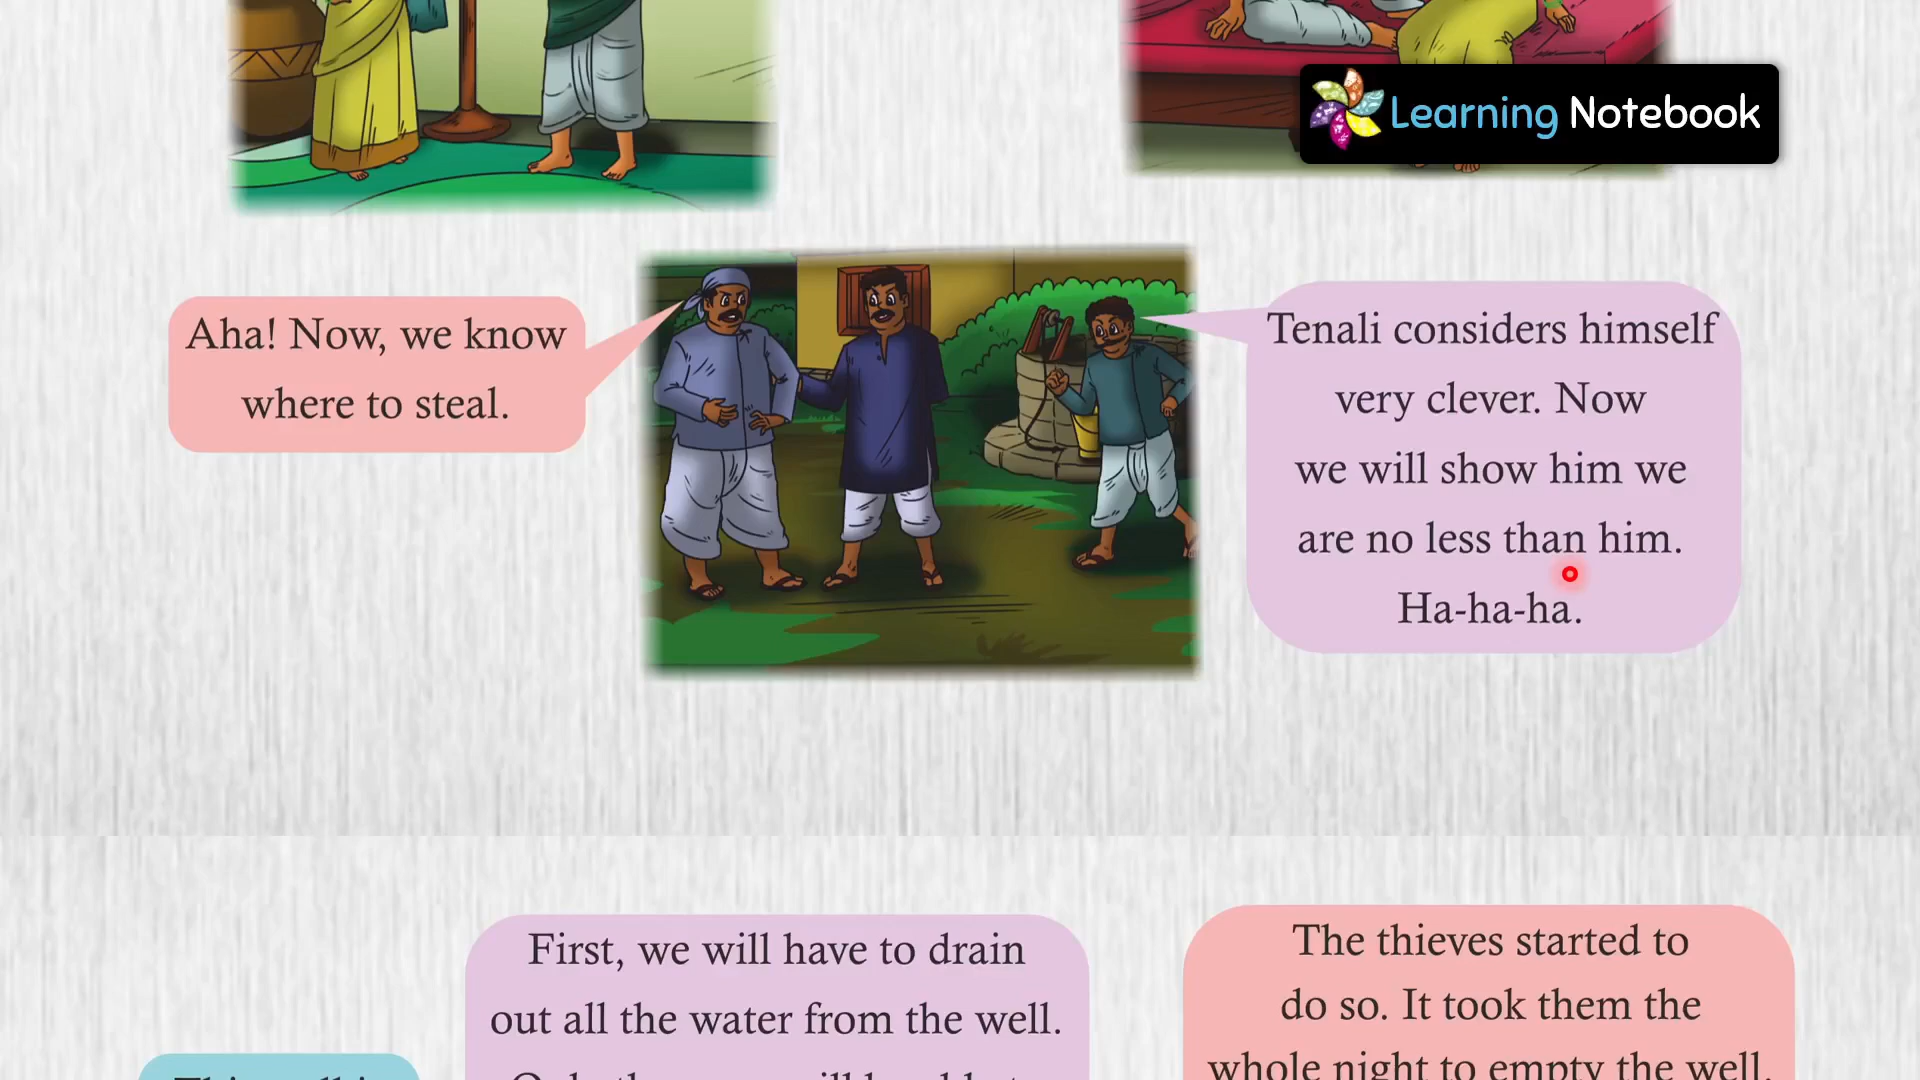 Learning Notebook
Aha! Now, we know
where to steal.
Tenali considers himself
very clever. Now
we will show him we
are no less than him.
Ha-ha-ha.
First, we will have to drain
out all the water from the well.
The thieves started to
do so. It took them the
whole night to empty the well.